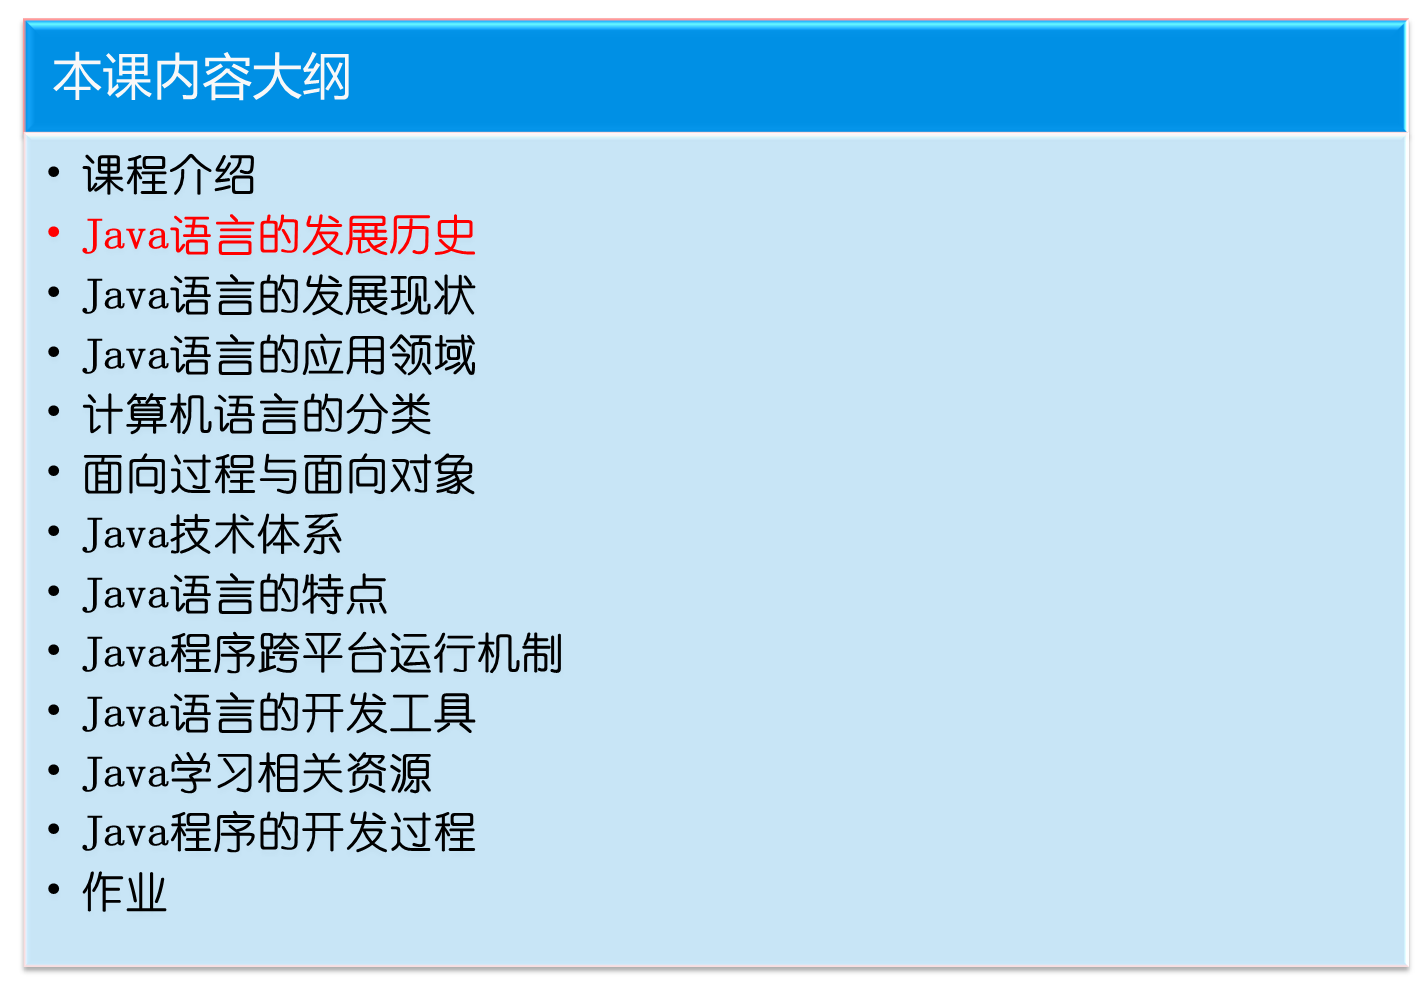 本课内容大纲
• 课程介绍
• Java语言的发展历史
• Java语言的发展现状
• Java语言的应用领域
• 计算机语言的分类
• 面向过程与面向对象
• Java技术体系
• Java语言的特点
• Java程序跨平台运行机制
• Java语言的开发工具
• Java学习相关资源
• Java程序的开发过程
• 作业